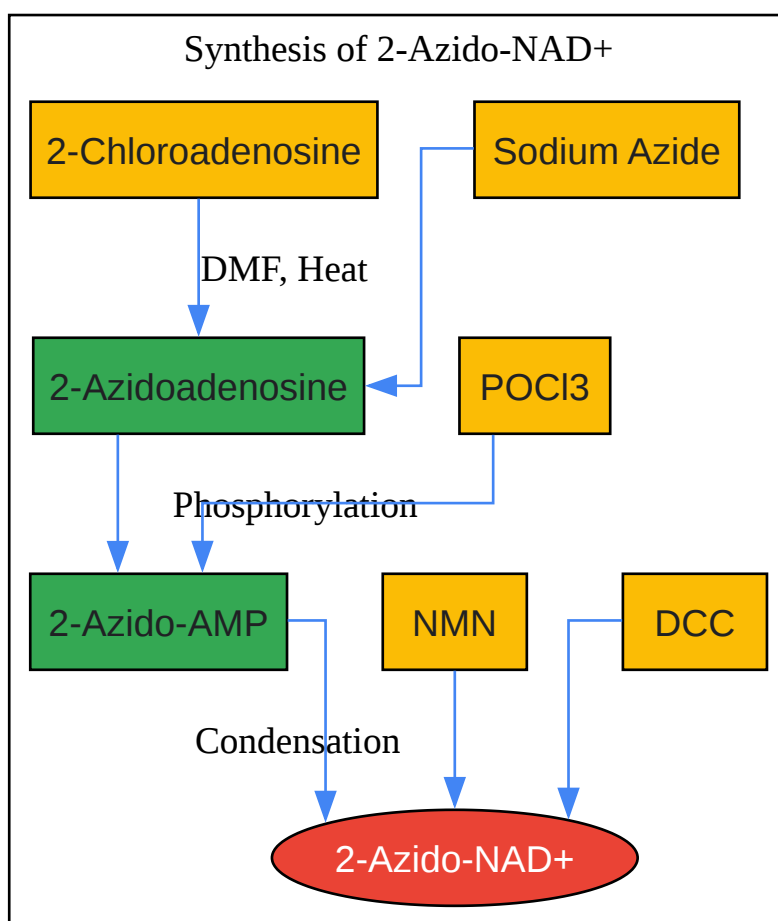 Synthesis of 2-Azido-NAD+
2-Chloroadenosine
Sodium Azide
DMF, Heat
2-Azidoadenosine
POCl3
Phosphorylation
2-Azido-AMP
NMN
DCC
Condensation
2-Azido-NAD+